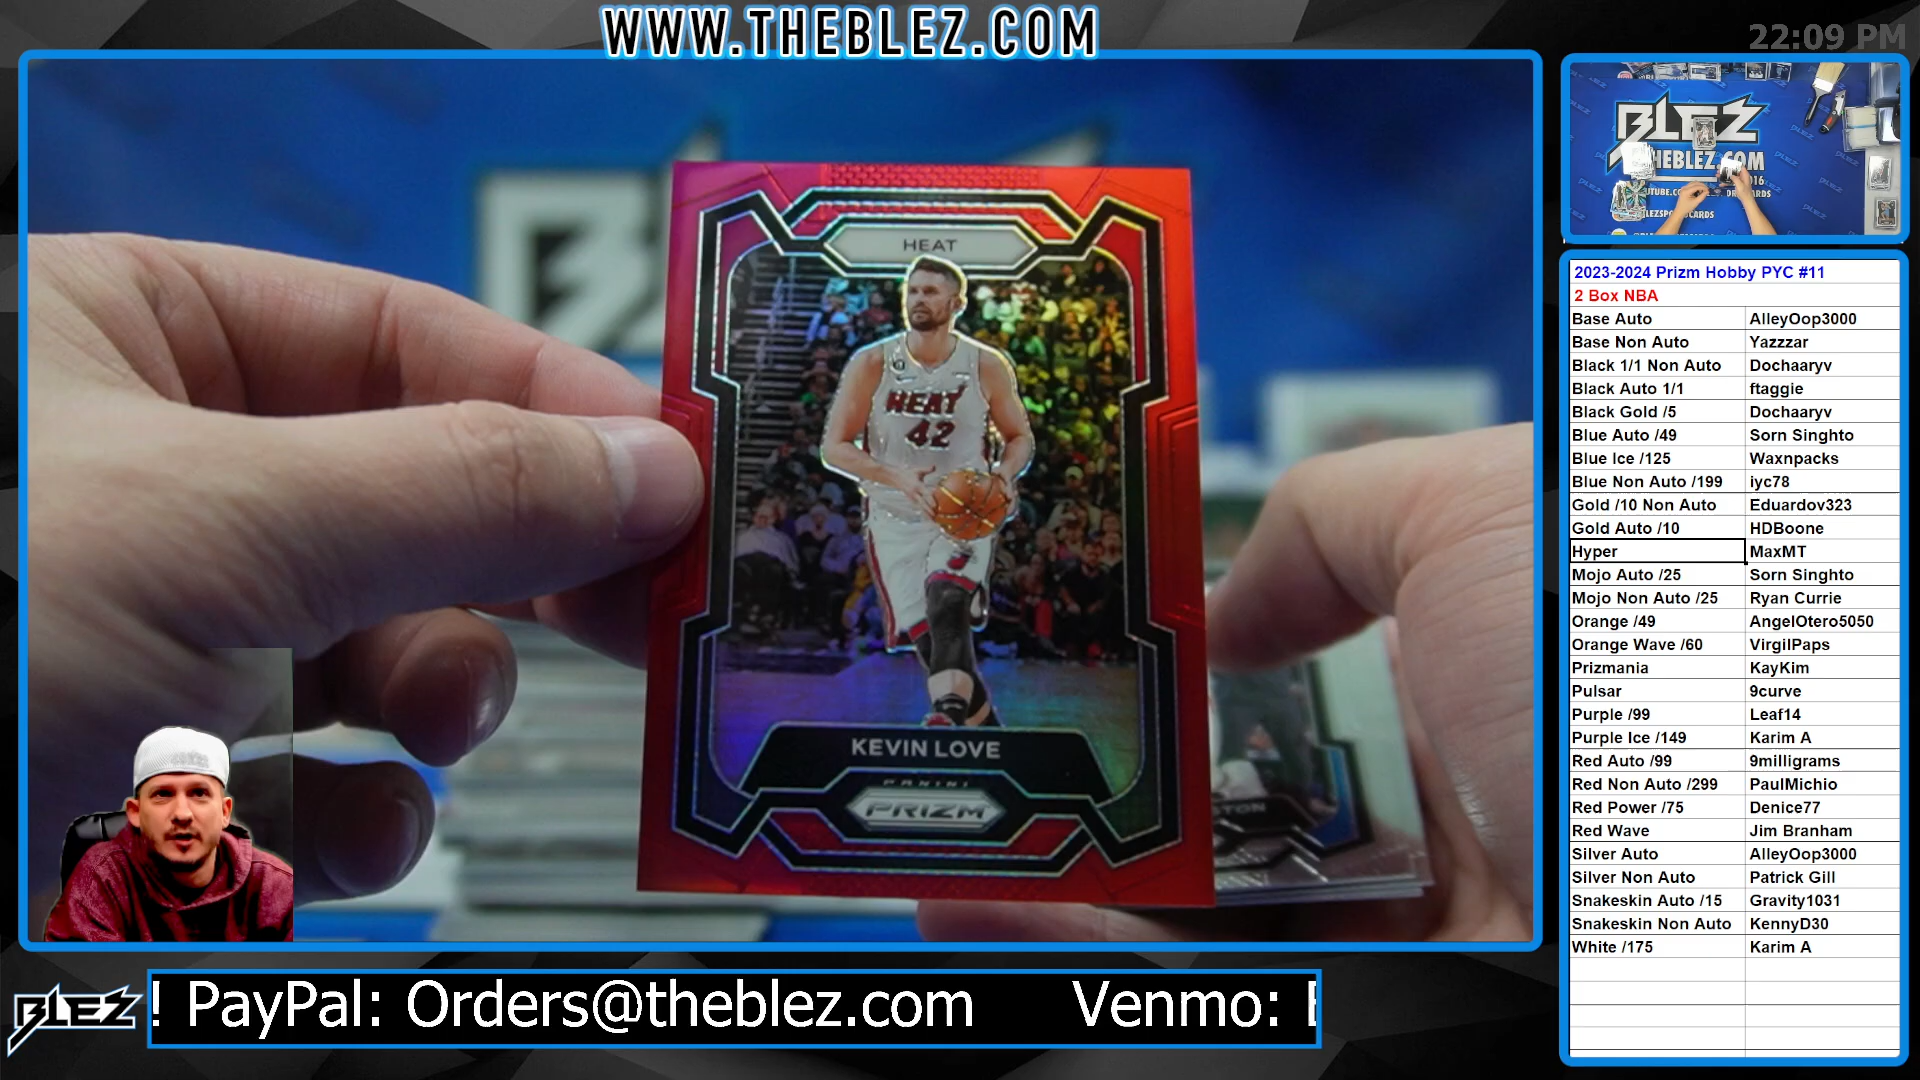 WWW.THEBLEZ.COM
22:09 PM
HEAT
HEAT
42
KEVIN LOVE
PANINI
PRIZM
BLEZ
THEBLEZ.COM
2023-2024 Prizm Hobby PYC #11
2 Box NBA
Base Auto AlleyOop3000
Base Non Auto Yazzzar
Black 1/1 Non Auto Dochaaryv
Black Auto 1/1 ftaggie
Black Gold /5 Dochaaryv
Blue Auto /49 Sorn Singhto
Blue Ice /125 Waxnpacks
Blue Non Auto /199 iyc78
Gold /10 Non Auto Eduardov323
Gold Auto /10 HDBoone
Hyper MaxMT
Mojo Auto /25 Sorn Singhto
Mojo Non Auto /25 Ryan Currie
Orange /49 AngelOtero5050
Orange Wave /60 VirgilPaps
Prizmania KayKim
Pulsar 9curve
Purple /99 Leaf14
Purple Ice /149 Karim A
Red Auto /99 9milligrams
Red Non Auto /299 PaulMichio
Red Power /75 Denice77
Red Wave Jim Branham
Silver Auto AlleyOop3000
Silver Non Auto Patrick Gill
Snakeskin Auto /15 Gravity1031
Snakeskin Non Auto KennyD30
White /175 Karim A
BLEZ
! PayPal: Orders@theblez.com Venmo: